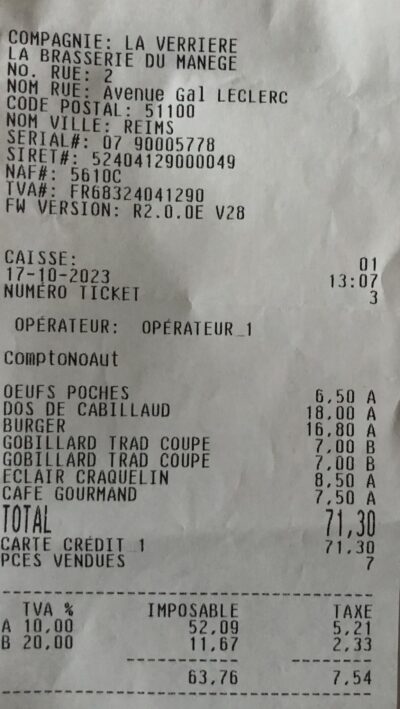 COMPAGNIE: LA VERRIERE
LA BRASSERIE DU MANEGE
NO. RUE: 2
NOM RUE: Avenue Gal LECLERC
CODE POSTAL: 51100
NOM VILLE: REIMS
SERIAL#: 07 90005778
SIRET#: 52404129000049
NAF#: 5610C
TVA#: FR68324041290
FW VERSION: R2.0.0E V28
CAISSE: 01
17-10-2023 13:07
NUMÉRO TICKET 3
OPÉRATEUR: OPÉRATEUR_1
ComptoNoAut
OEUFS POCHES 6,50 A
DOS DE CABILLAUD 18,00 A
BURGER 16,80 A
GOBILLARD TRAD COUPE 7,00 B
GOBILLARD TRAD COUPE 7,00 B
ECLAIR CRAQUELIN 8,50 A
CAFE GOURMAND 7,50 A
TOTAL 71,30
CARTE CRÉDIT 1 71,30
PCES VENDUES 7
TVA % IMPOSABLE TAXE
A 10,00 52,09 5,21
B 20,00 11,67 2,33
63,76 7,54